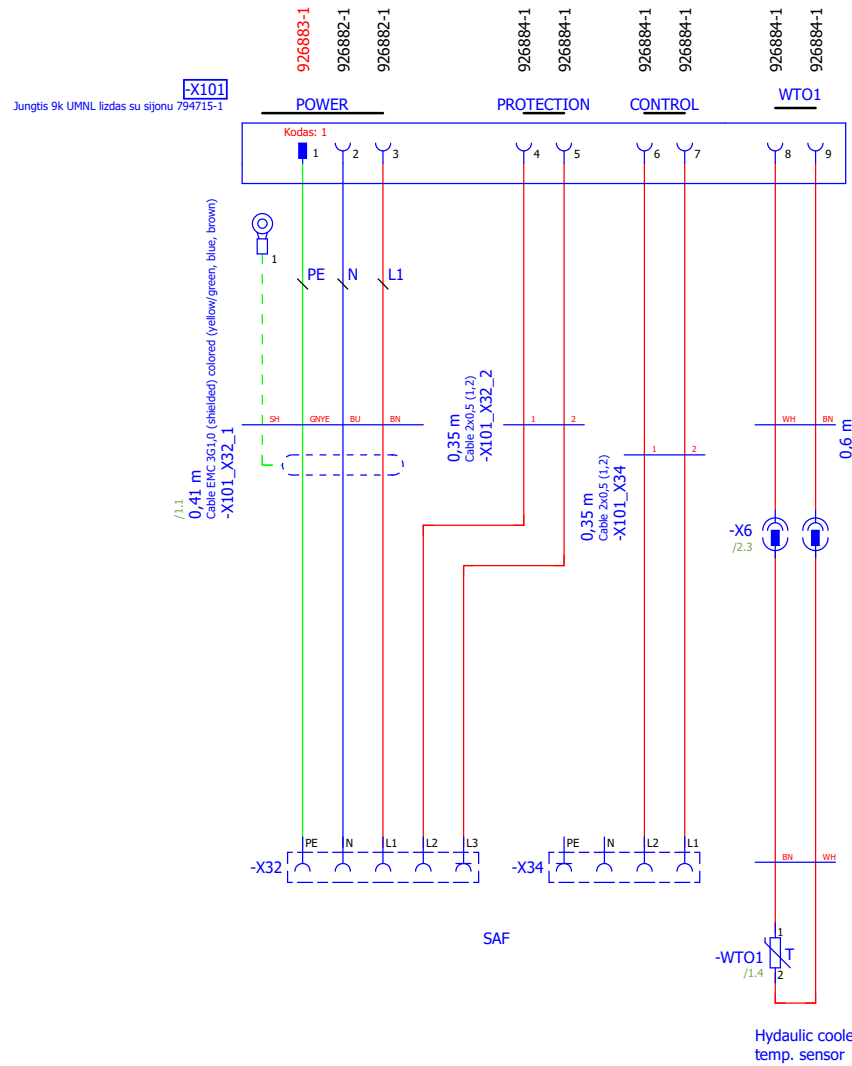 926883-1
926882-1
926882-1
926884-1
926884-1
926884-1
926884-1
926884-1
926884-1
-X101
Jungtis 9k UMNL lizdas su sijonu 794715-1
POWER
PROTECTION
CONTROL
WTO1
Kodas: 1
1
2
3
4
5
6
7
8
9
1
PE
N
L1
/1.1
0,41 m
Cable EMC 3G1,0 (shielded) colored (yellow/green, blue, brown)
-X101_X32_1
SH
GNYE
BU
BN
0,35 m
Cable 2x0,5 (1,2)
-X101_X32_2
1
2
0,35 m
Cable 2x0,5 (1,2)
-X101_X34
1
2
WH
BN
0,6 m
-X6
/2.3
-X32
PE
N
L1
L2
L3
-X34
PE
N
L2
L1
BN
WH
SAF
-WTO1
/1.4
1
2
T
Hydaulic coole
temp. sensor